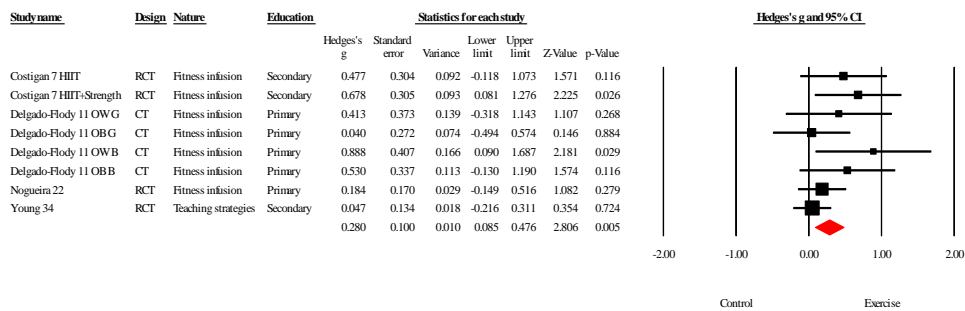 Study name Design Nature Education Statistics for each study Hedges's g and 95% CI
Hedges's g Standard error Variance Lower limit Upper limit Z-Value p-Value
Costigan 7 HIIT RCT Fitness infusion Secondary 0.477 0.304 0.092 -0.118 1.073 1.571 0.116
Costigan 7 HIIT+Strength RCT Fitness infusion Secondary 0.678 0.305 0.093 0.081 1.276 2.225 0.026
Delgado-Flody 11 OWG CT Fitness infusion Primary 0.413 0.373 0.139 -0.318 1.143 1.107 0.268
Delgado-Flody 11 OBG CT Fitness infusion Primary 0.040 0.272 0.074 -0.494 0.574 0.146 0.884
Delgado-Flody 11 OWB CT Fitness infusion Primary 0.888 0.407 0.166 0.090 1.687 2.181 0.029
Delgado-Flody 11 OBB CT Fitness infusion Primary 0.530 0.337 0.113 -0.130 1.190 1.574 0.116
Nogueira 22 RCT Fitness infusion Primary 0.184 0.170 0.029 -0.149 0.516 1.082 0.279
Young 34 RCT Teaching strategies Secondary 0.047 0.134 0.018 -0.216 0.311 0.354 0.724
0.280 0.100 0.010 0.085 0.476 2.806 0.005
-2.00 -1.00 0.00 1.00 2.00
Control Exercise